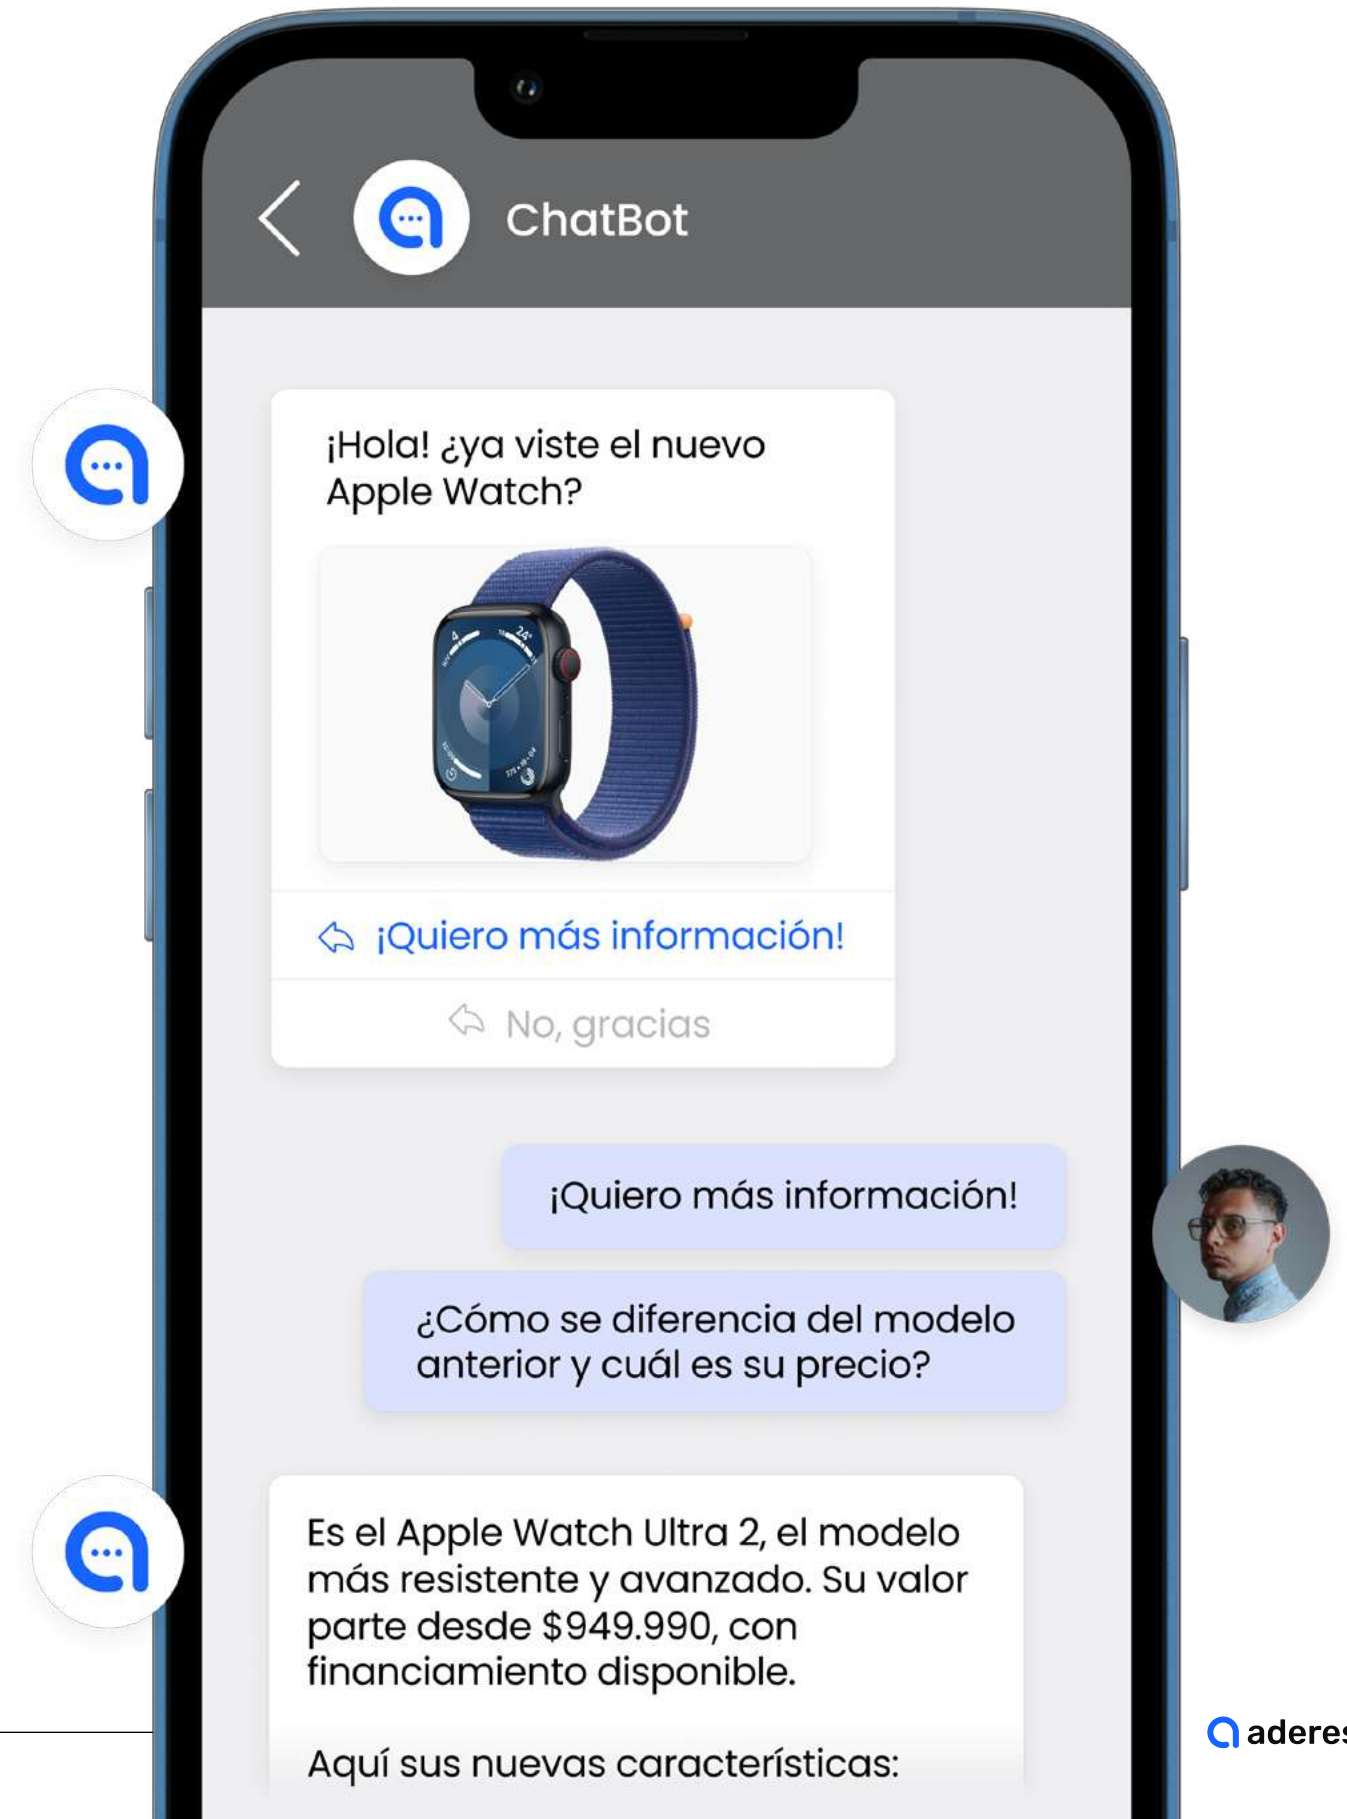 ChatBot
¡Hola! ¿ya viste el nuevo
Apple Watch?
¡Quiero más información!
No, gracias
¡Quiero más información!
¿Cómo se diferencia del modelo
anterior y cuál es su precio?
Es el Apple Watch Ultra 2, el modelo
más resistente y avanzado. Su valor
parte desde $949.990, con
financiamiento disponible.
Aquí sus nuevas características: